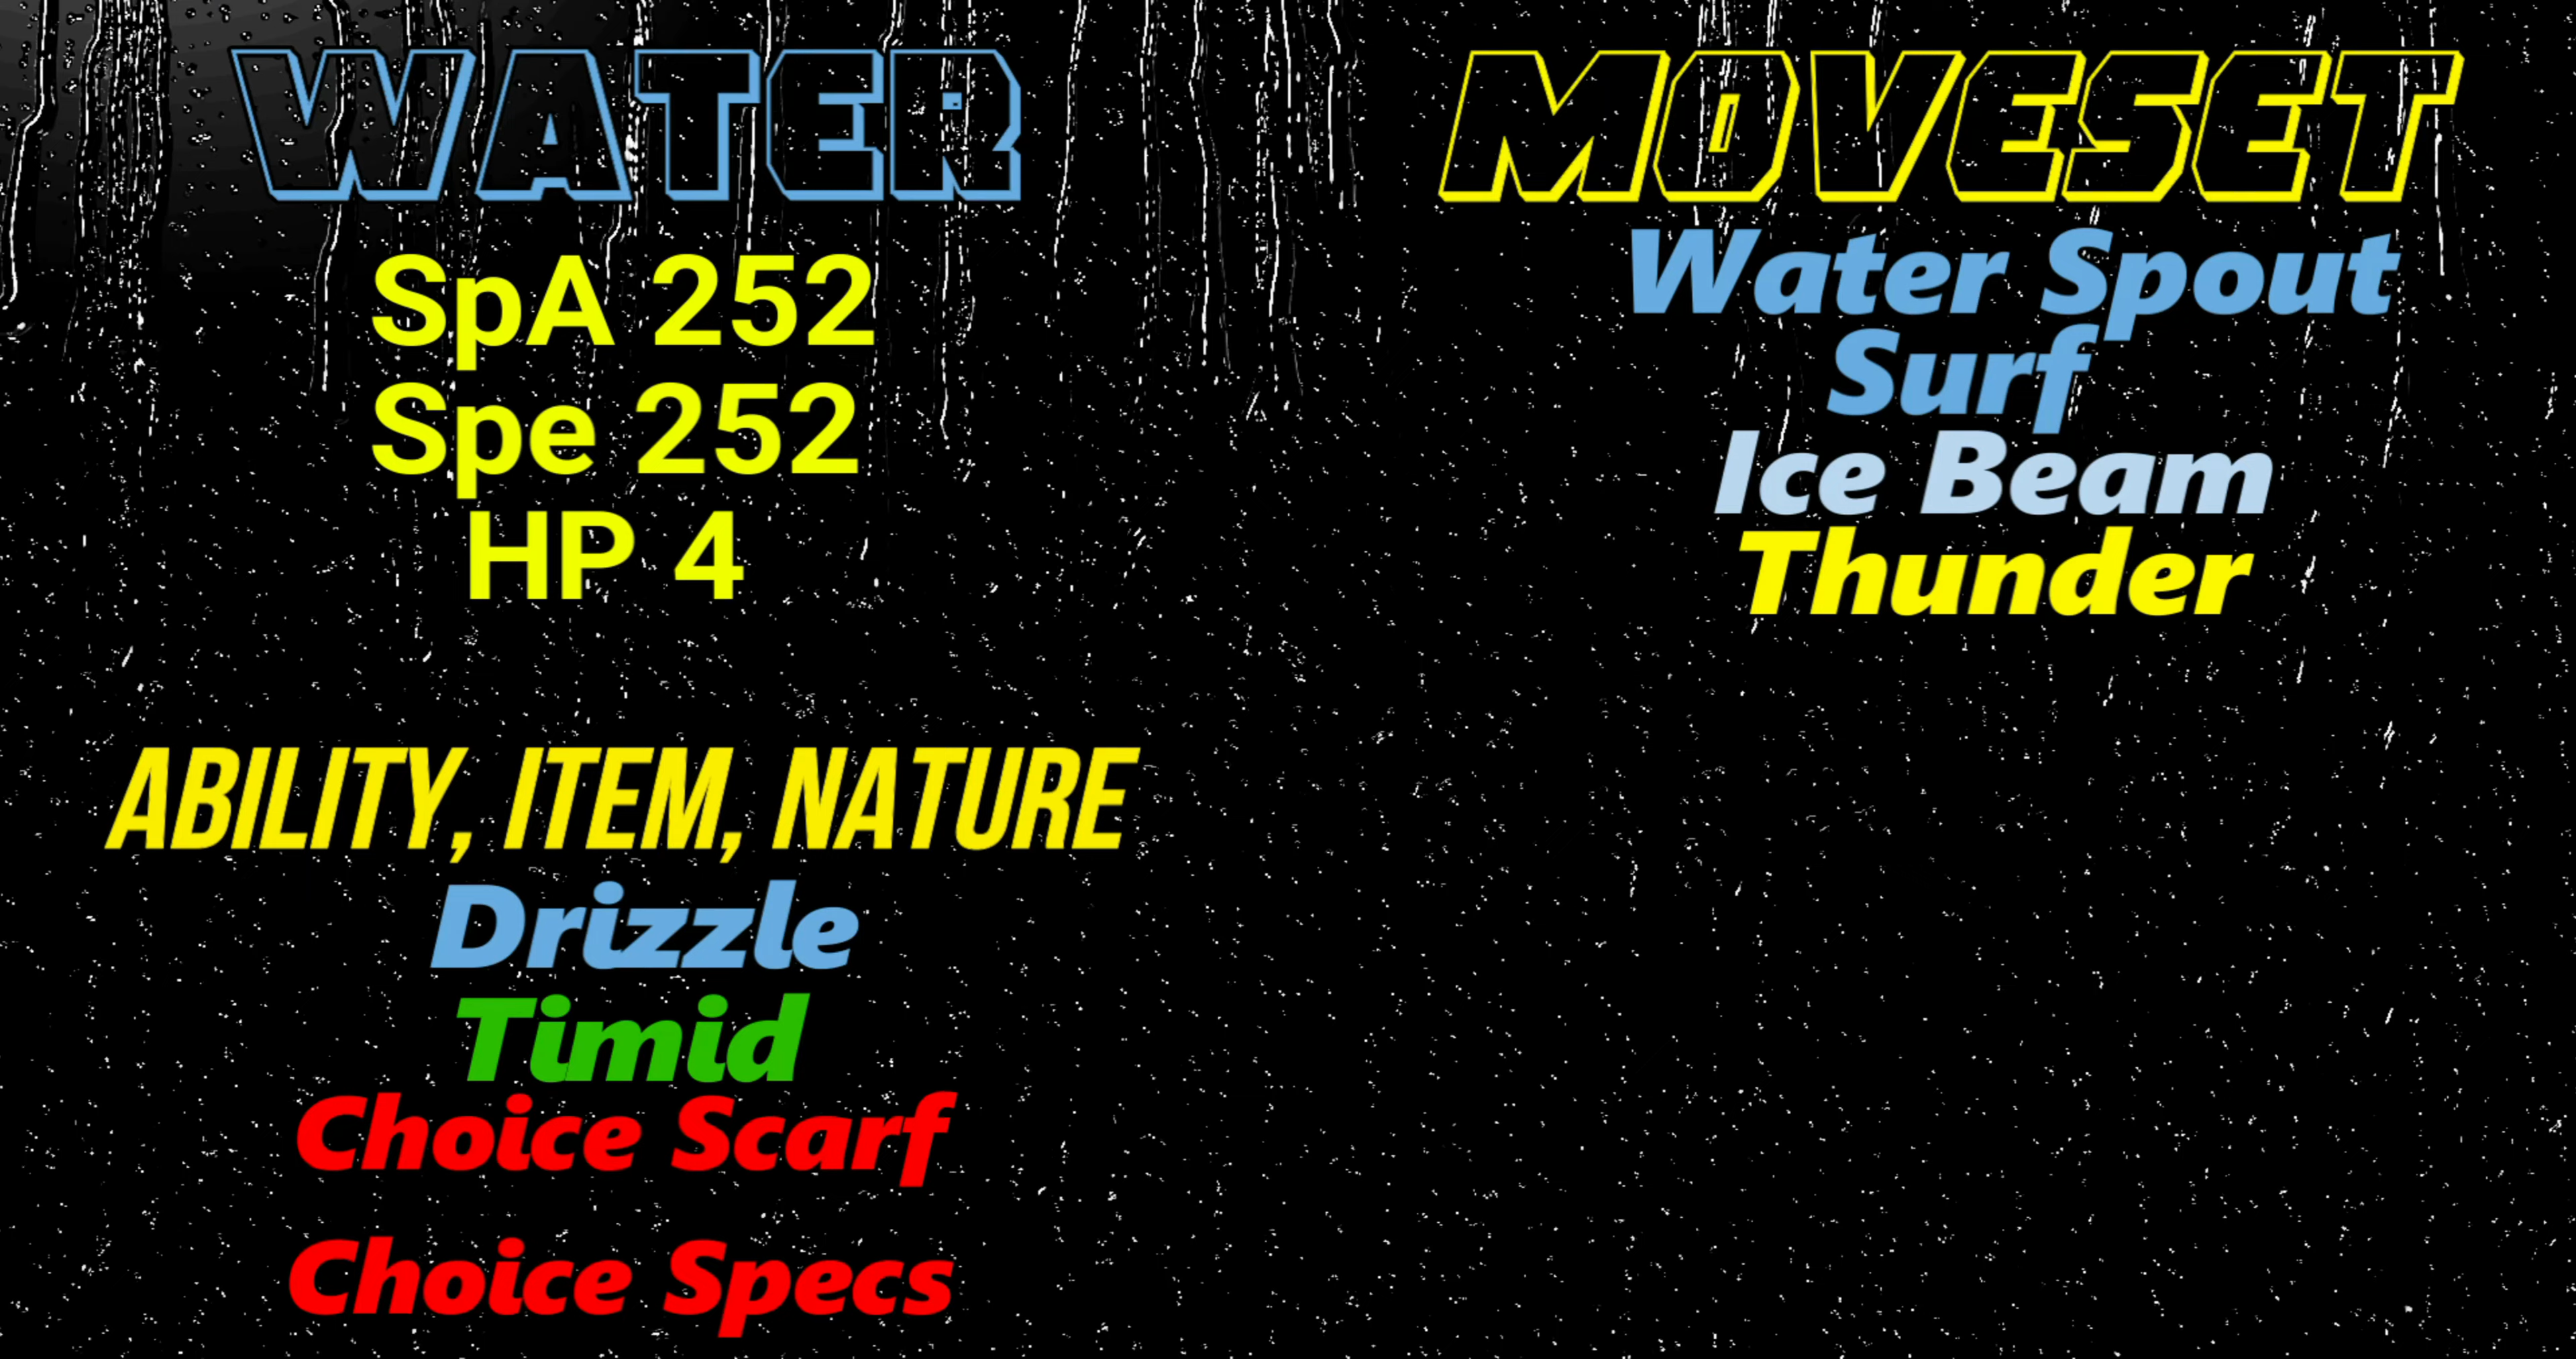 WATER
SpA 252
Spe 252
HP 4
ABILITY, ITEM, NATURE
Drizzle
Timid
Choice Scarf
Choice Specs
MOVESET
Water Spout
Surf
Ice Beam
Thunder